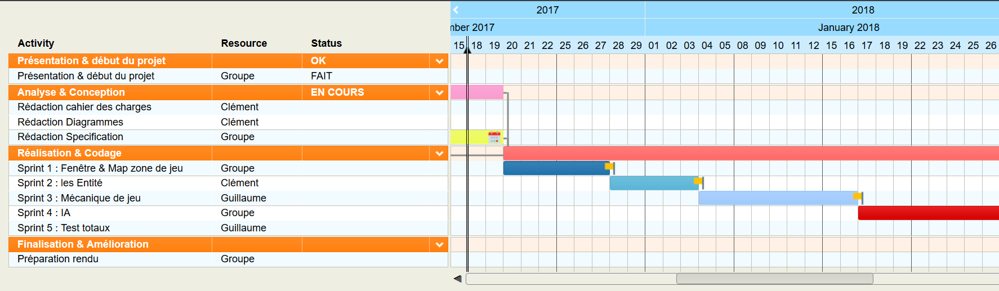 2017 2018
mber 2017 January 2018
Activity Resource Status
15 18 19 20 21 22 25 26 27 28 29 01 02 03 04 05 08 09 10 11 12 15 16 17 18 19 22 23 24 25 26
Présentation & début du projet OK
Présentation & début du projet Groupe FAIT
Analyse & Conception EN COURS
Rédaction cahier des charges Clément
Rédaction Diagrammes Clément
Rédaction Specification Groupe
Réalisation & Codage
Sprint 1 : Fenêtre & Map zone de jeu Groupe
Sprint 2 : les Entité Clément
Sprint 3 : Mécanique de jeu Guillaume
Sprint 4 : IA Groupe
Sprint 5 : Test totaux Guillaume
Finalisation & Amélioration
Préparation rendu Groupe